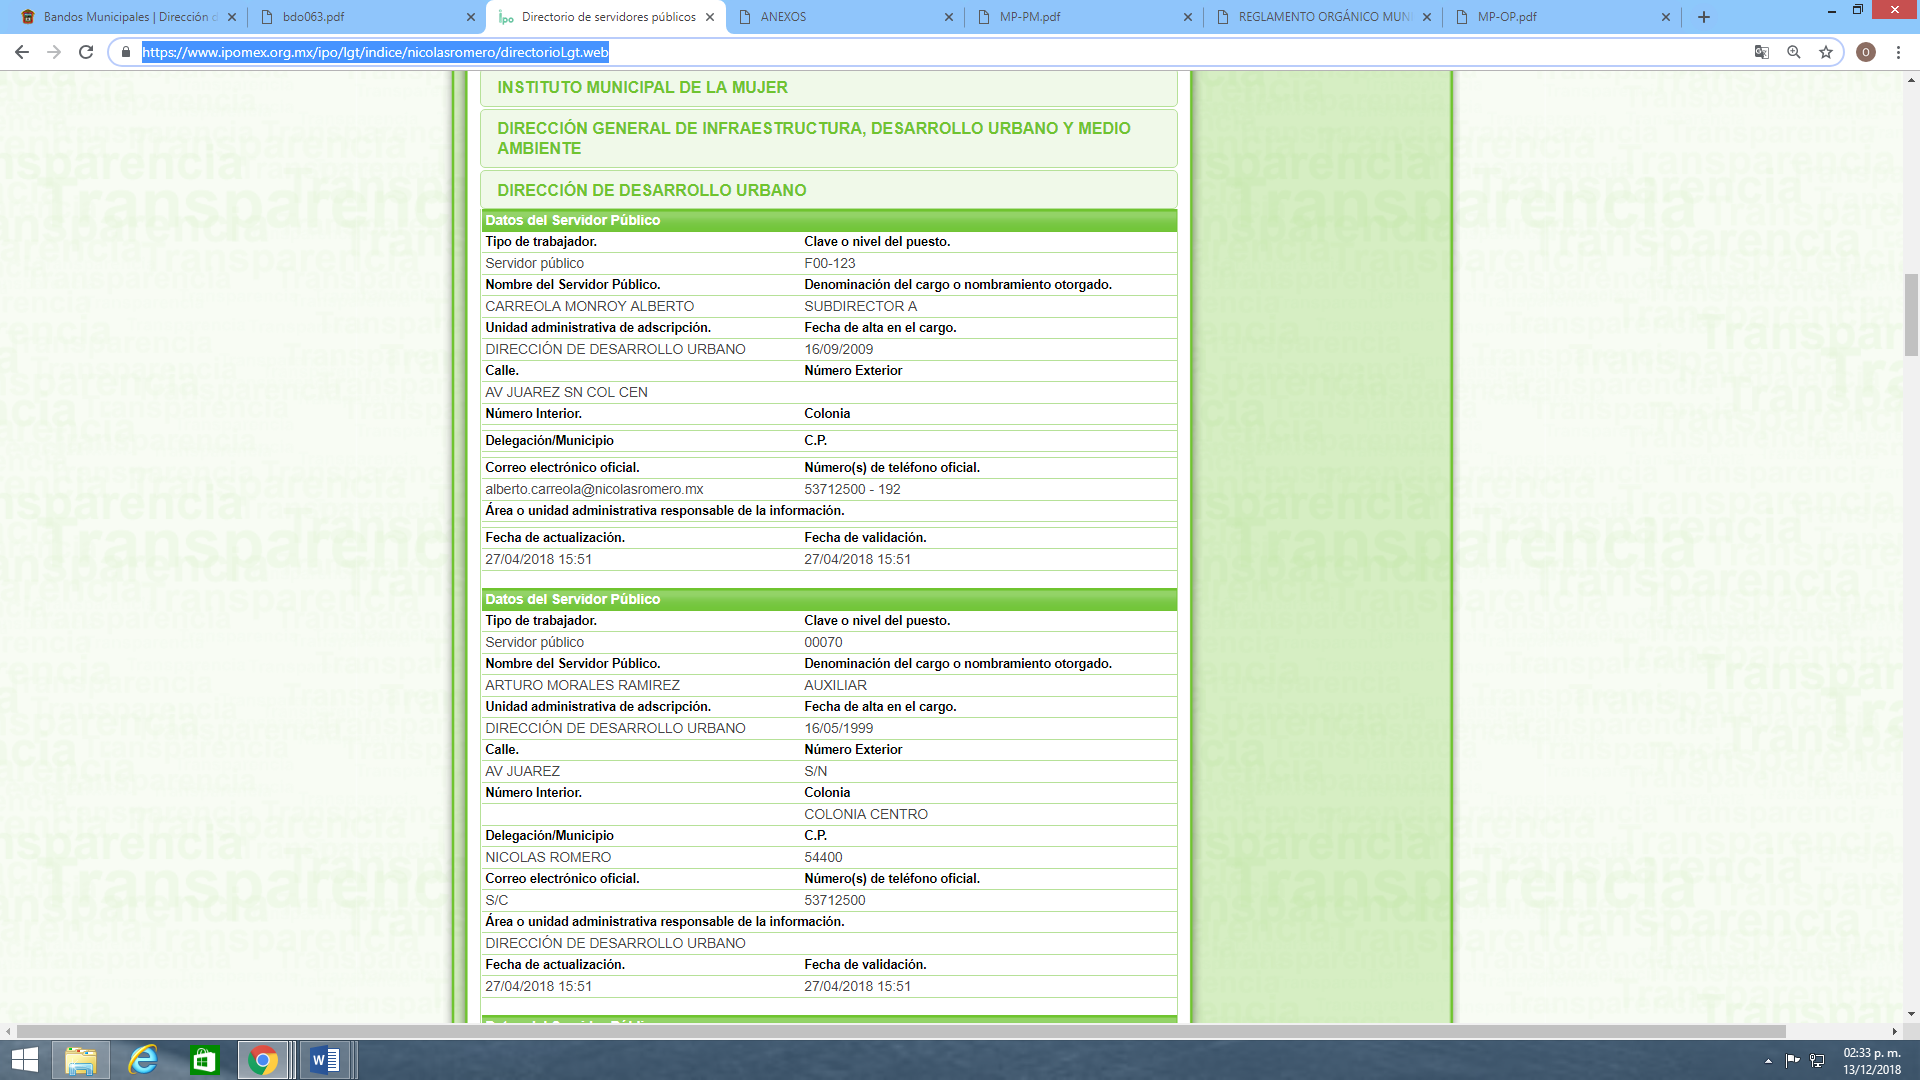 Bandos Municipales | Dirección d
bdo063.pdf
Directorio de servidores públicos
ANEXOS
MP-PM.pdf
REGLAMENTO ORGÁNICO MUNI
MP-OP.pdf
https://www.ipomex.org.mx/ipo/lgt/indice/nicolasromero/directorioLgt.web
INSTITUTO MUNICIPAL DE LA MUJER
DIRECCIÓN GENERAL DE INFRAESTRUCTURA, DESARROLLO URBANO Y MEDIO
AMBIENTE
DIRECCIÓN DE DESARROLLO URBANO
Datos del Servidor Público
Tipo de trabajador. Clave o nivel del puesto.
Servidor público F00-123
Nombre del Servidor Público. Denominación del cargo o nombramiento otorgado.
CARREOLA MONROY ALBERTO SUBDIRECTOR A
Unidad administrativa de adscripción. Fecha de alta en el cargo.
DIRECCIÓN DE DESARROLLO URBANO 16/09/2009
Calle. Número Exterior
AV JUAREZ SN COL CEN
Número Interior. Colonia
Delegación/Municipio C.P.
Correo electrónico oficial. Número(s) de teléfono oficial.
alberto.carreola@nicolasromero.mx 53712500 - 192
Área o unidad administrativa responsable de la información.
Fecha de actualización. Fecha de validación.
27/04/2018 15:51 27/04/2018 15:51
Datos del Servidor Público
Tipo de trabajador. Clave o nivel del puesto.
Servidor público 00070
Nombre del Servidor Público. Denominación del cargo o nombramiento otorgado.
ARTURO MORALES RAMIREZ AUXILIAR
Unidad administrativa de adscripción. Fecha de alta en el cargo.
DIRECCIÓN DE DESARROLLO URBANO 16/05/1999
Calle. Número Exterior
AV JUAREZ S/N
Número Interior. Colonia
COLONIA CENTRO
Delegación/Municipio C.P.
NICOLAS ROMERO 54400
Correo electrónico oficial. Número(s) de teléfono oficial.
S/C 53712500
Área o unidad administrativa responsable de la información.
DIRECCIÓN DE DESARROLLO URBANO
Fecha de actualización. Fecha de validación.
27/04/2018 15:51 27/04/2018 15:51
02:33 p. m.
13/12/2018